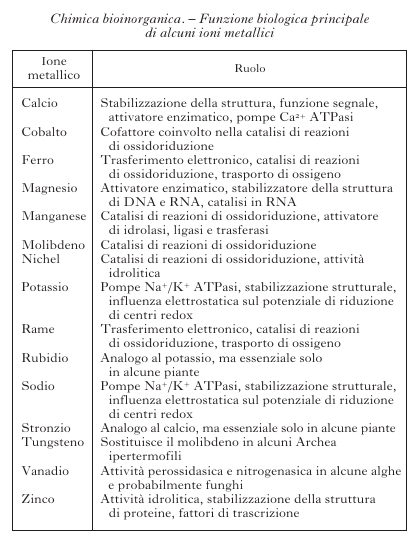 Chimica bioinorganica. – Funzione biologica principale
di alcuni ioni metallici
Ione
metallico
Ruolo
Calcio Stabilizzazione della struttura, funzione segnale,
attivatore enzimatico, pompe Ca²⁺ ATPasi
Cobalto Cofattore coinvolto nella catalisi di reazioni
di ossidoriduzione
Ferro Trasferimento elettronico, catalisi di reazioni
di ossidoriduzione, trasporto di ossigeno
Magnesio Attivatore enzimatico, stabilizzatore della struttura
di DNA e RNA, catalisi in RNA
Manganese Catalisi di reazioni di ossidoriduzione, attivatore
di idrolasi, ligasi e trasferasi
Molibdeno Catalisi di reazioni di ossidoriduzione
Nichel Catalisi di reazioni di ossidoriduzione, attività
idrolitica
Potassio Pompe Na⁺/K⁺ ATPasi, stabilizzazione strutturale,
influenza elettrostatica sul potenziale di riduzione
di centri redox
Rame Trasferimento elettronico, catalisi di reazioni
di ossidoriduzione, trasporto di ossigeno
Rubidio Analogo al potassio, ma essenziale solo
in alcune piante
Sodio Pompe Na⁺/K⁺ ATPasi, stabilizzazione strutturale,
influenza elettrostatica sul potenziale di riduzione
di centri redox
Stronzio Analogo al calcio, ma essenziale solo in alcune piante
Tungsteno Sostituisce il molibdeno in alcuni Archea
ipertermofili
Vanadio Attività perossidasica e nitrogenasica in alcune alghe
e probabilmente funghi
Zinco Attività idrolitica, stabilizzazione della struttura
di proteine, fattori di trascrizione